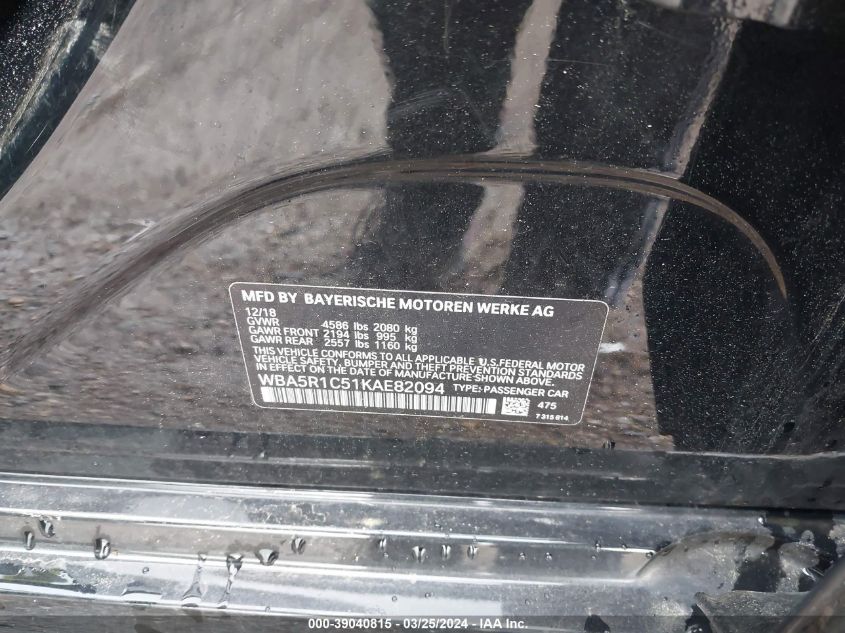 MFD BY BAYERISCHE MOTOREN WERKE AG
12/18
GVWR 4586 lbs 2080 kg
GAWR FRONT 2194 lbs 995 kg
GAWR REAR 2557 lbs 1160 kg
THIS VEHICLE CONFORMS TO ALL APPLICABLE U.S.FEDERAL MOTOR
VEHICLE SAFETY, BUMPER AND THEFT PREVENTION STANDARDS
IN EFFECT ON THE DATE OF MANUFACTURE SHOWN ABOVE.
WBA5R1C51KAE82094 TYPE: PASSENGER CAR
475
7 315 614
000-39040815 - 03/25/2024 - IAA Inc.